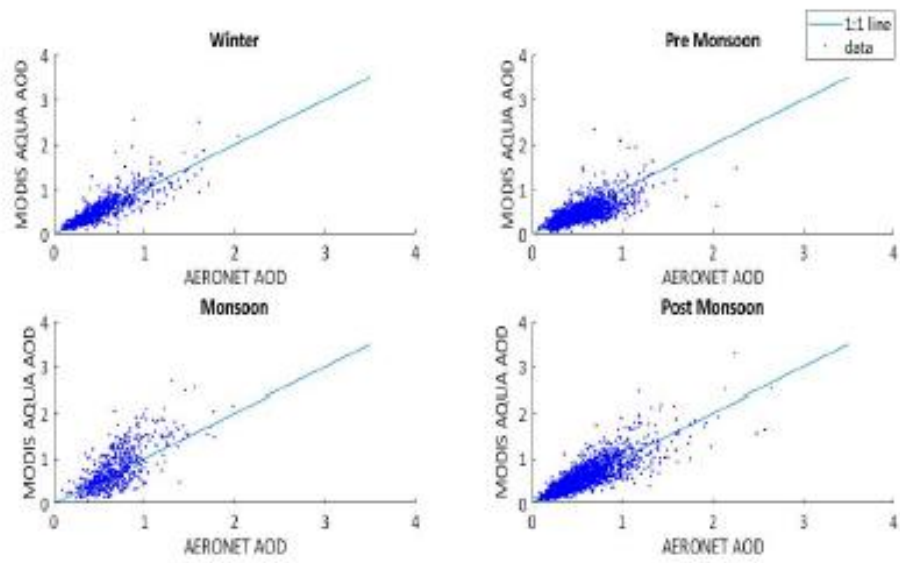 1:1 line
data
Winter
4
3
2
1
0
MODIS AQUA AOD
0 1 2 3 4
AERONET AOD
Pre Monsoon
4
3
2
1
0
MODIS AQUA AOD
0 1 2 3 4
AERONET AOD
Monsoon
4
3
2
1
0
MODIS AQUA AOD
0 1 2 3 4
AERONET AOD
Post Monsoon
4
3
2
1
0
MODIS AQUA AOD
0 1 2 3 4
AERONET AOD